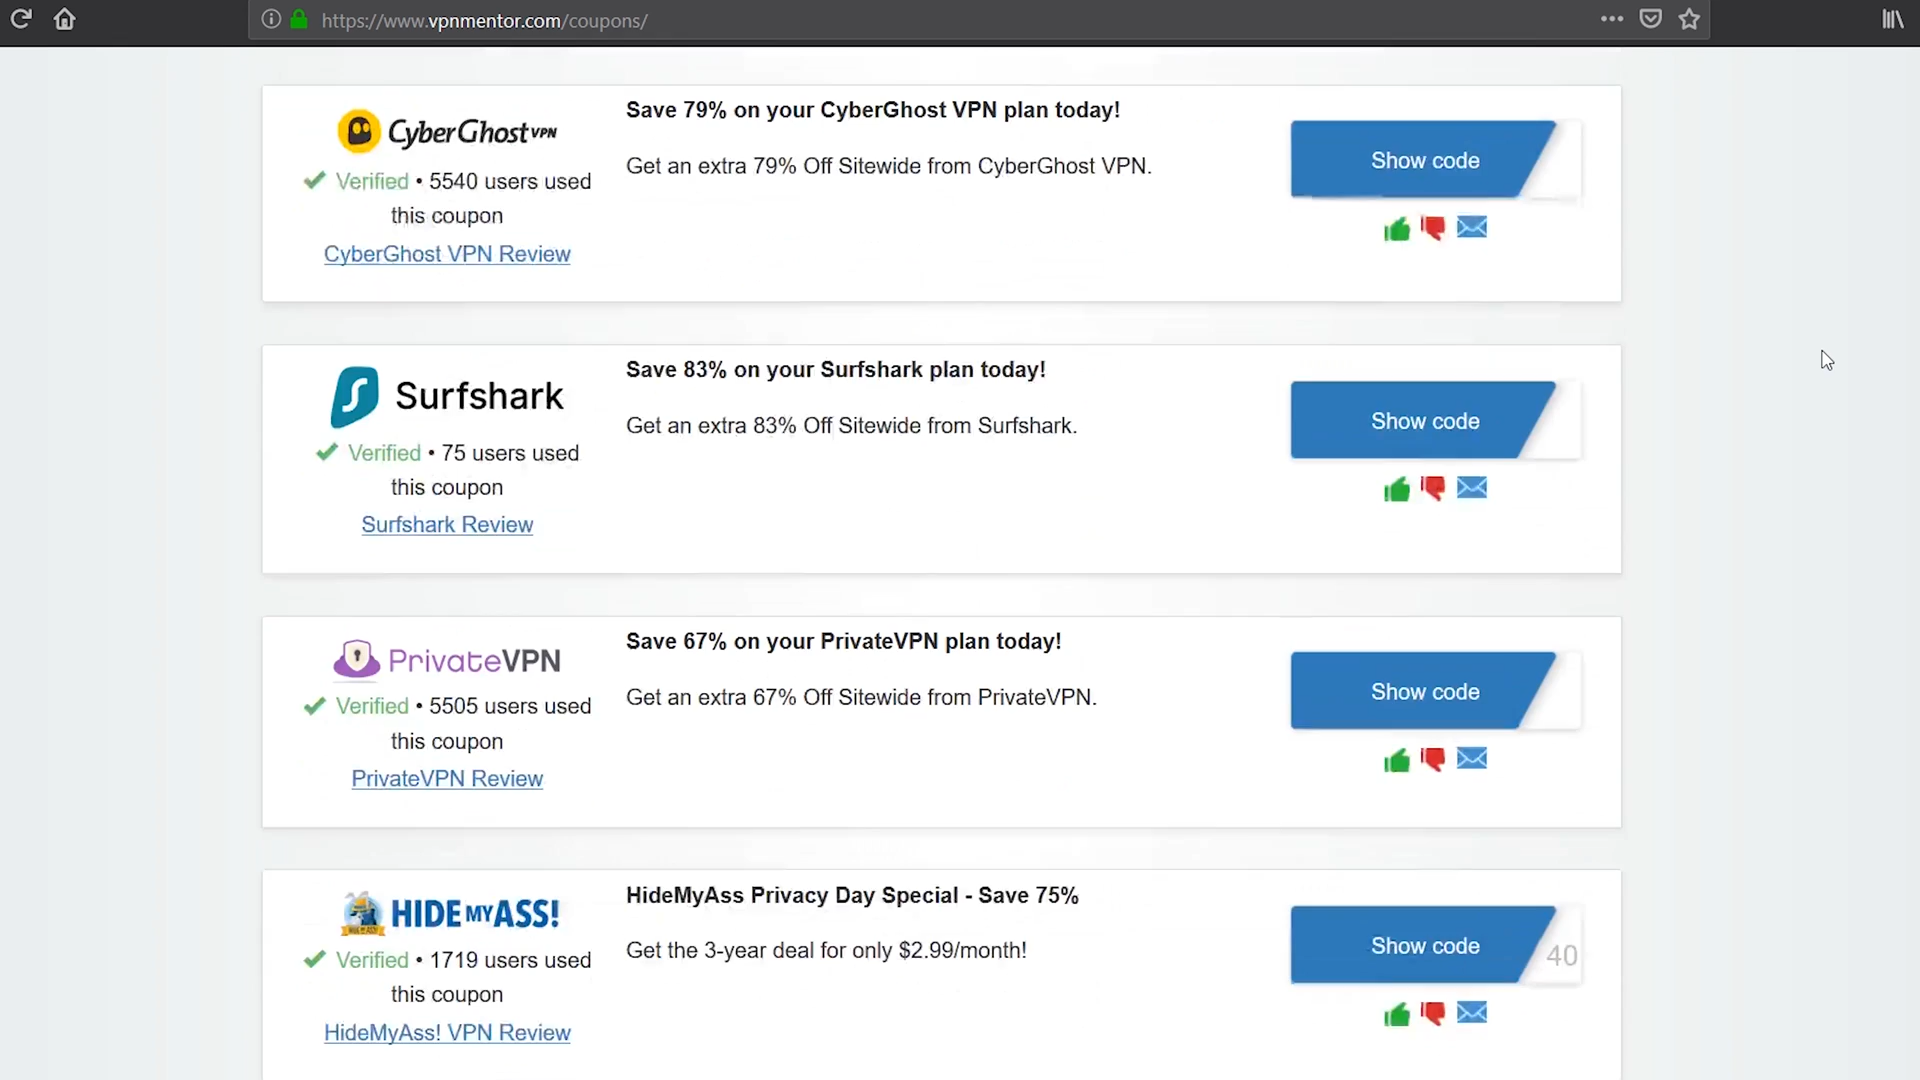 https://www.vpnmentor.com/coupons/
CyberGhost VPN
Verified • 5540 users used
this coupon
CyberGhost VPN Review
Save 79% on your CyberGhost VPN plan today!
Get an extra 79% Off Sitewide from CyberGhost VPN.
Show code
Surfshark
Verified • 75 users used
this coupon
Surfshark Review
Save 83% on your Surfshark plan today!
Get an extra 83% Off Sitewide from Surfshark.
Show code
PrivateVPN
Verified • 5505 users used
this coupon
PrivateVPN Review
Save 67% on your PrivateVPN plan today!
Get an extra 67% Off Sitewide from PrivateVPN.
Show code
HIDE MY ASS!
Verified • 1719 users used
this coupon
HideMyAss! VPN Review
HideMyAss Privacy Day Special - Save 75%
Get the 3-year deal for only $2.99/month!
Show code
40